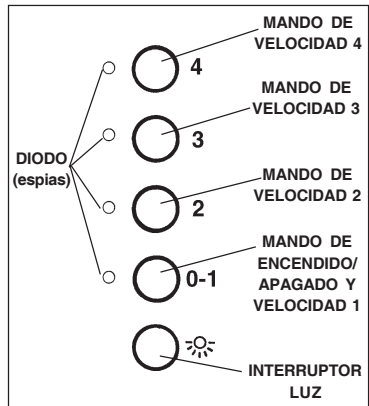 MANDO DE
VELOCIDAD 4
4
MANDO DE
VELOCIDAD 3
3
DIODO
(espias)
MANDO DE
VELOCIDAD 2
2
MANDO DE
ENCENDIDO/
APAGADO Y
VELOCIDAD 1
0-1
INTERRUPTOR
LUZ